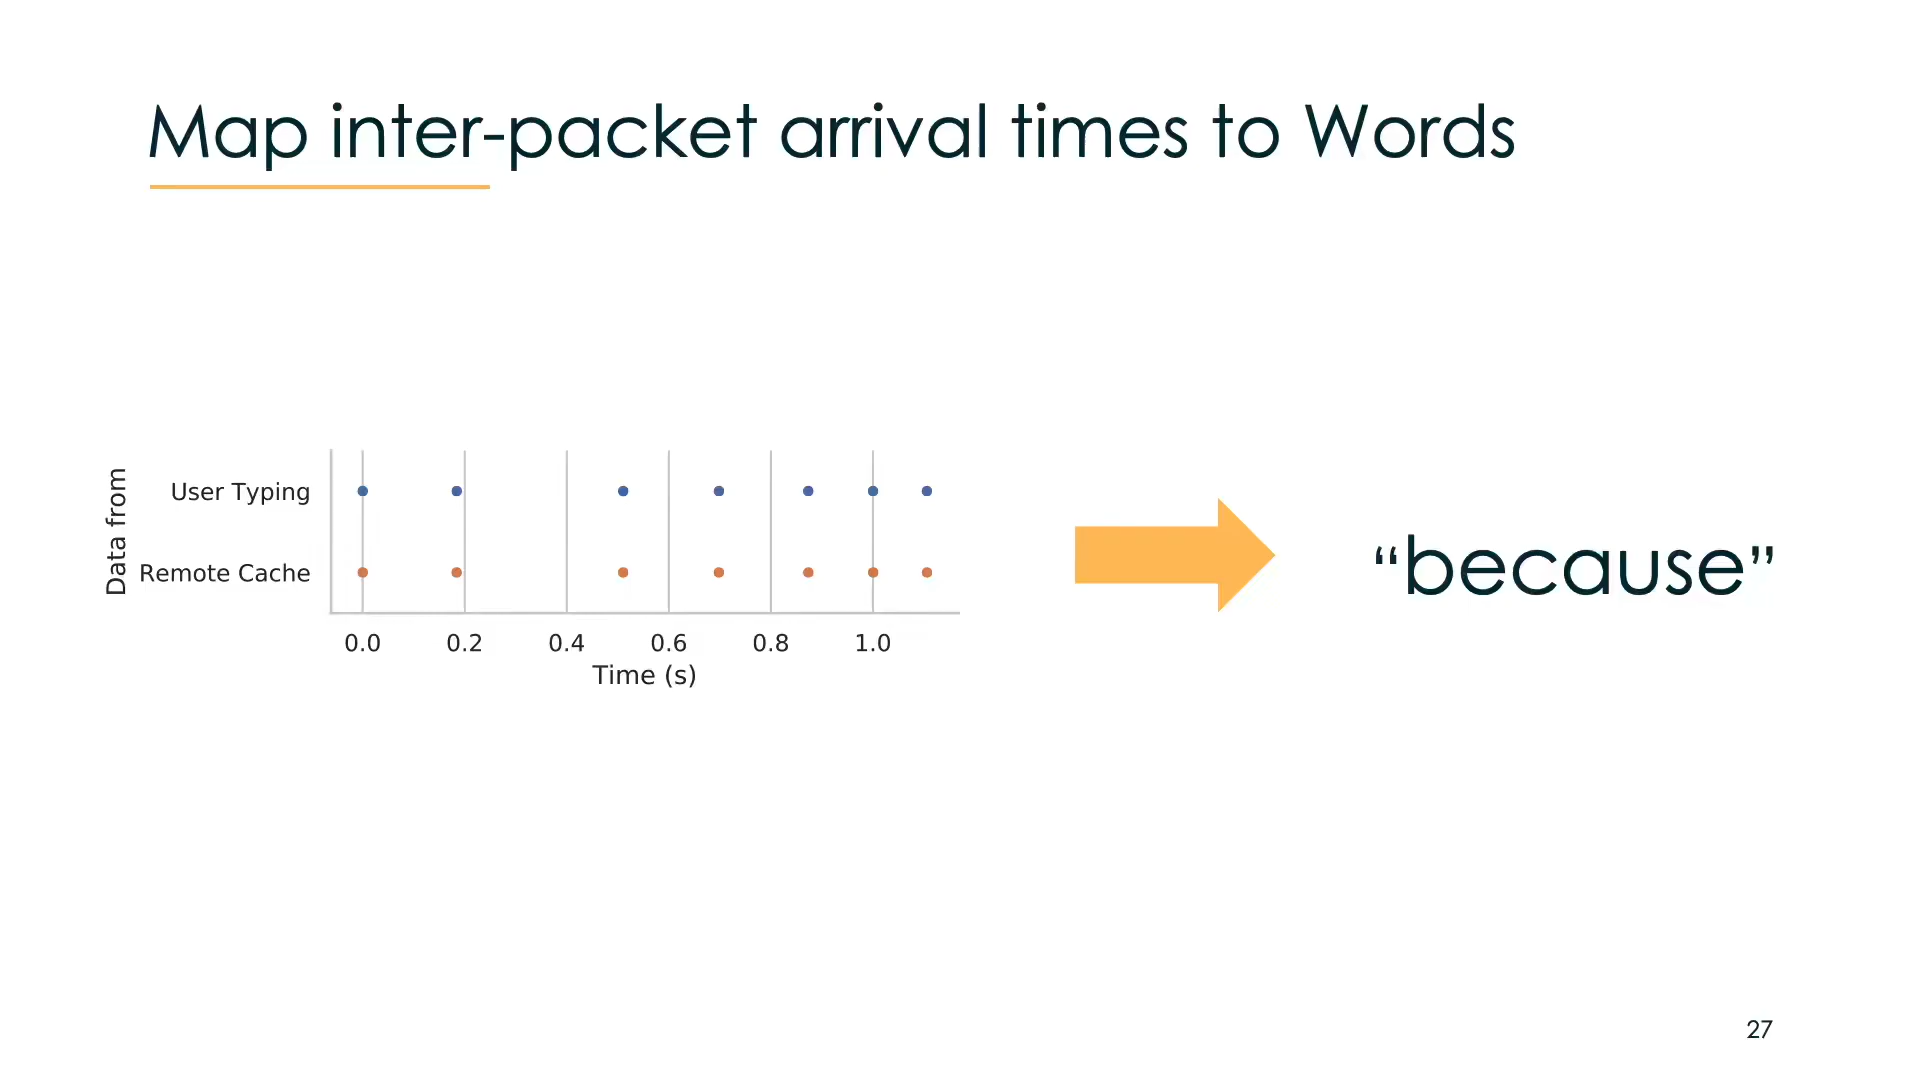 Map inter-packet arrival times to Words
Data from
User Typing
Remote Cache
0.0 0.2 0.4 0.6 0.8 1.0
Time (s)
“because”
27